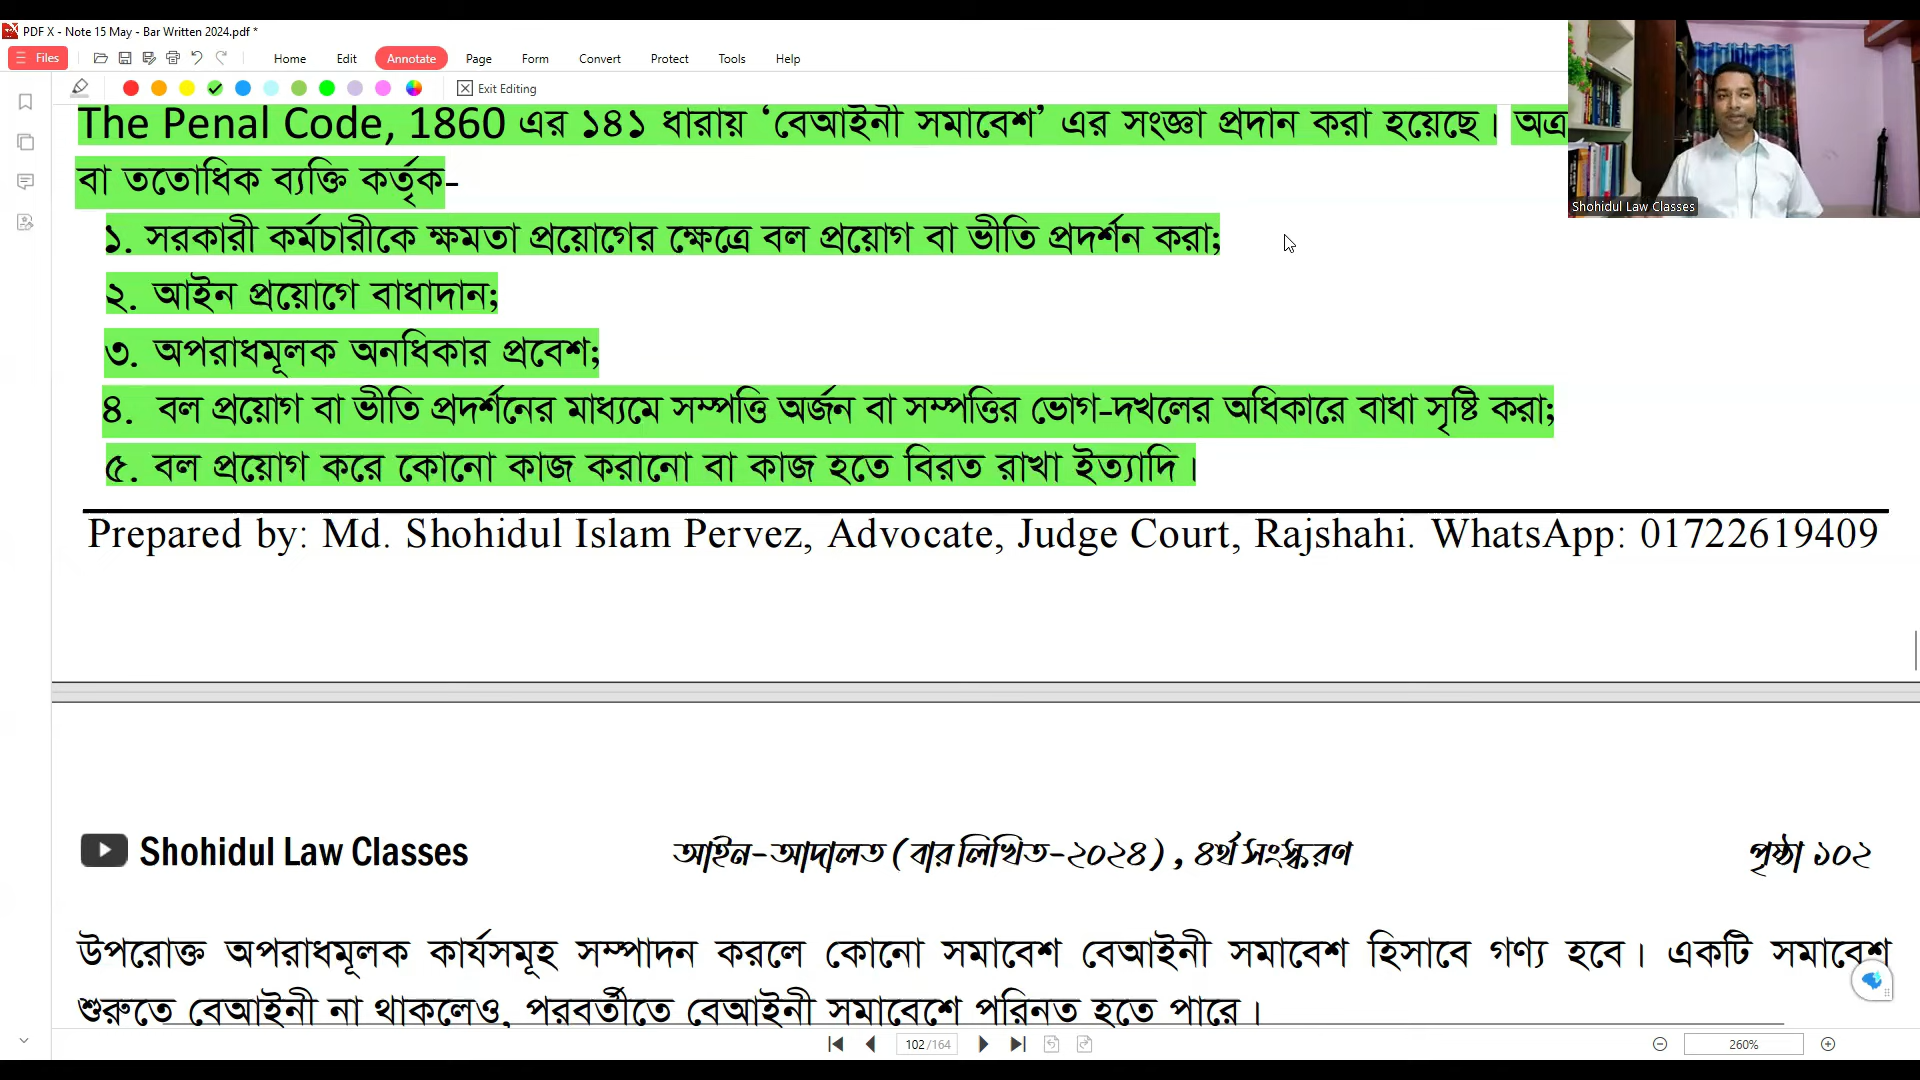 PDF X - Note 15 May - Bar Written 2024.pdf *
Files Home Edit Annotate Page Form Convert Protect Tools Help
Exit Editing
The Penal Code, 1860 এর ১৪১ ধারায় ‘বেআইনী সমাবেশ’ এর সংজ্ঞা প্রদান করা হয়েছে। অত্র
বা ততোধিক ব্যক্তি কর্তৃক-
১. সরকারী কর্মচারীকে ক্ষমতা প্রয়োগের ক্ষেত্রে বল প্রয়োগ বা ভীতি প্রদর্শন করা;
Shohidul Law Classes
২. আইন প্রয়োগে বাধাদান;
৩. অপরাধমূলক অনধিকার প্রবেশ;
৪. বল প্রয়োগ বা ভীতি প্রদর্শনের মাধ্যমে সম্পত্তি অর্জন বা সম্পত্তির ভোগ-দখলের অধিকারে বাধা সৃষ্টি করা;
৫. বল প্রয়োগ করে কোনো কাজ করানো বা কাজ হতে বিরত রাখা ইত্যাদি।
Prepared by: Md. Shohidul Islam Pervez, Advocate, Judge Court, Rajshahi. WhatsApp: 01722619409
Shohidul Law Classes আইন-আদালত (বার লিখিত-২০২৪), ৪র্থ সংস্করণ পৃষ্ঠা ১০২
উপরোক্ত অপরাধমূলক কার্যসমূহ সম্পাদন করলে কোনো সমাবেশ বেআইনী সমাবেশ হিসাবে গণ্য হবে। একটি সমাবেশ
শুরুতে বেআইনী না থাকলেও, পরবর্তীতে বেআইনী সমাবেশে পরিনত হতে পারে।
102 /164 260%